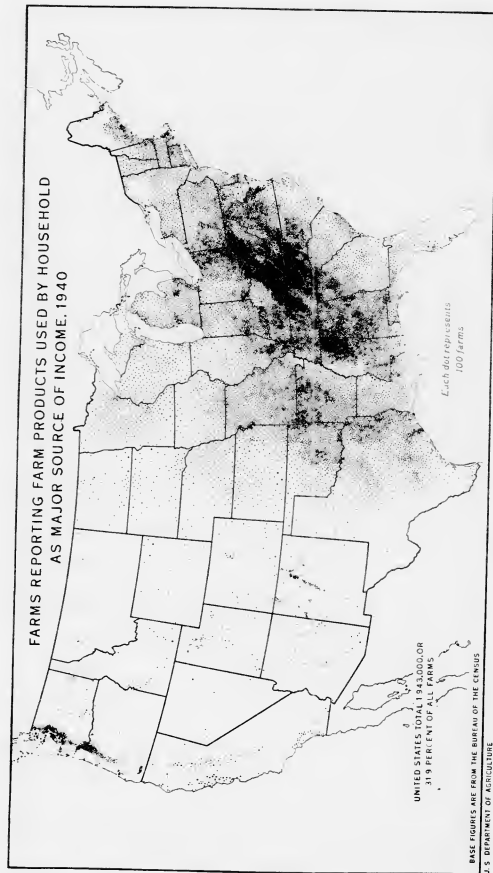 FARMS REPORTING FARM PRODUCTS USED BY HOUSEHOLD
AS MAJOR SOURCE OF INCOME, 1940
Each dot represents
100 farms
UNITED STATES TOTAL 1,943,000, OR
31.9 PERCENT OF ALL FARMS
BASE FIGURES ARE FROM THE BUREAU OF THE CENSUS
U.S. DEPARTMENT OF AGRICULTURE